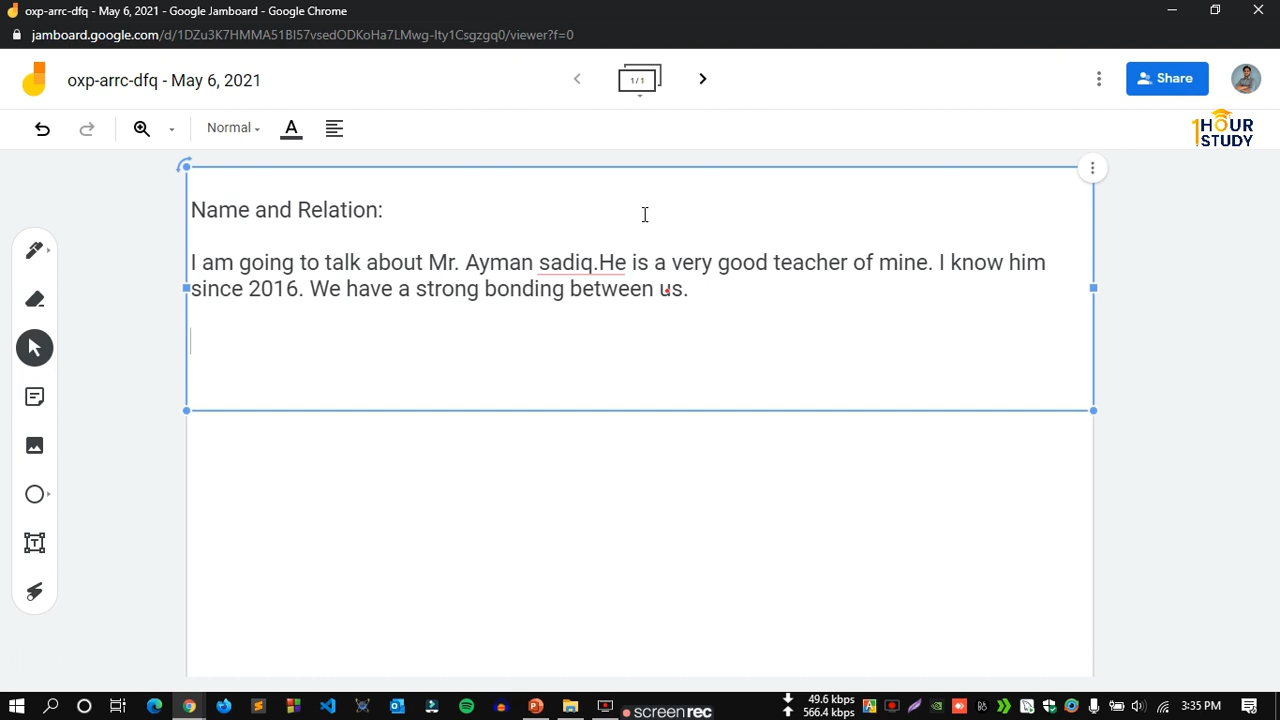 oxp-arrc-dfq - May 6, 2021 - Google Jamboard - Google Chrome
jamboard.google.com/d/1DZu3K7HMMA51BI57vsedODKoHa7LMwg-Ity1Csgzgq0/viewer?f=0
oxp-arrc-dfq - May 6, 2021
1/1
Share
Normal
1HOUR
STUDY
Name and Relation:
I am going to talk about Mr. Ayman sadiq.He is a very good teacher of mine. I know him
since 2016. We have a strong bonding between us.
49.6 kbps
566.4 kbps
3:35 PM
screenrec